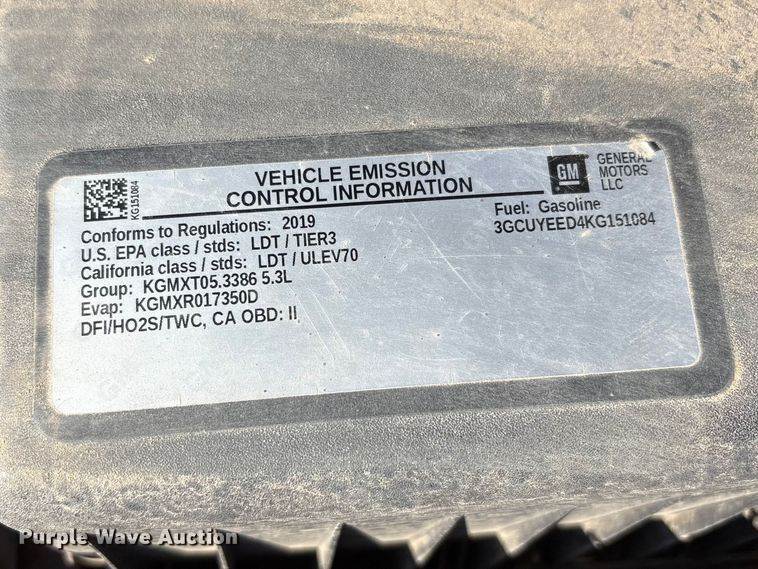 KG151084
VEHICLE EMISSION
CONTROL INFORMATION
GM
GENERAL
MOTORS
LLC
Conforms to Regulations: 2019
U.S. EPA class / stds: LDT / TIER3
California class / stds: LDT / ULEV70
Group: KGMXT05.3386 5.3L
Evap: KGMXR017350D
DFI/HO2S/TWC, CA OBD: II
Fuel: Gasoline
3GCUYEED4KG151084
Purple Wave Auction